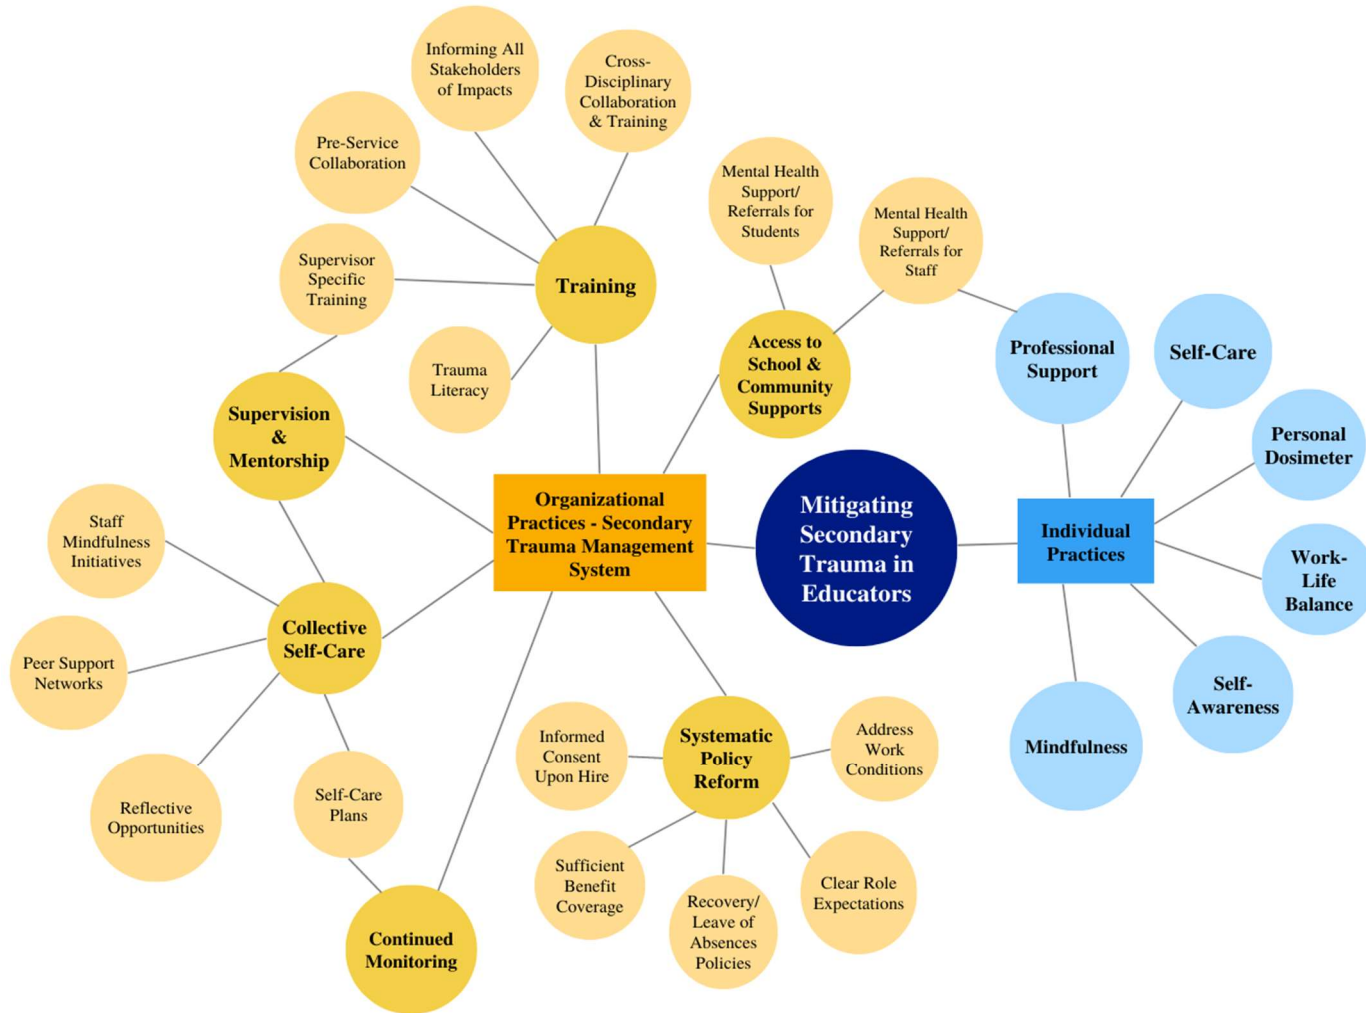 Informing All
Stakeholders
of Impacts
Cross-
Disciplinary
Collaboration
& Training
Pre-Service
Collaboration
Supervisor
Specific
Training
Training
Trauma
Literacy
Mental Health
Support/
Referrals for
Students
Mental Health
Support/
Referrals for
Staff
Access to
School &
Community
Supports
Professional
Support
Self-Care
Personal
Dosimeter
Work-
Life
Balance
Self-
Awareness
Mindfulness
Individual
Practices
Mitigating
Secondary
Trauma in
Educators
Organizational
Practices - Secondary
Trauma Management
System
Supervision
&
Mentorship
Staff
Mindfulness
Initiatives
Collective
Self-Care
Peer Support
Networks
Reflective
Opportunities
Self-Care
Plans
Continued
Monitoring
Systematic
Policy
Reform
Informed
Consent
Upon Hire
Address
Work
Conditions
Sufficient
Benefit
Coverage
Recovery/
Leave of
Absences
Policies
Clear Role
Expectations